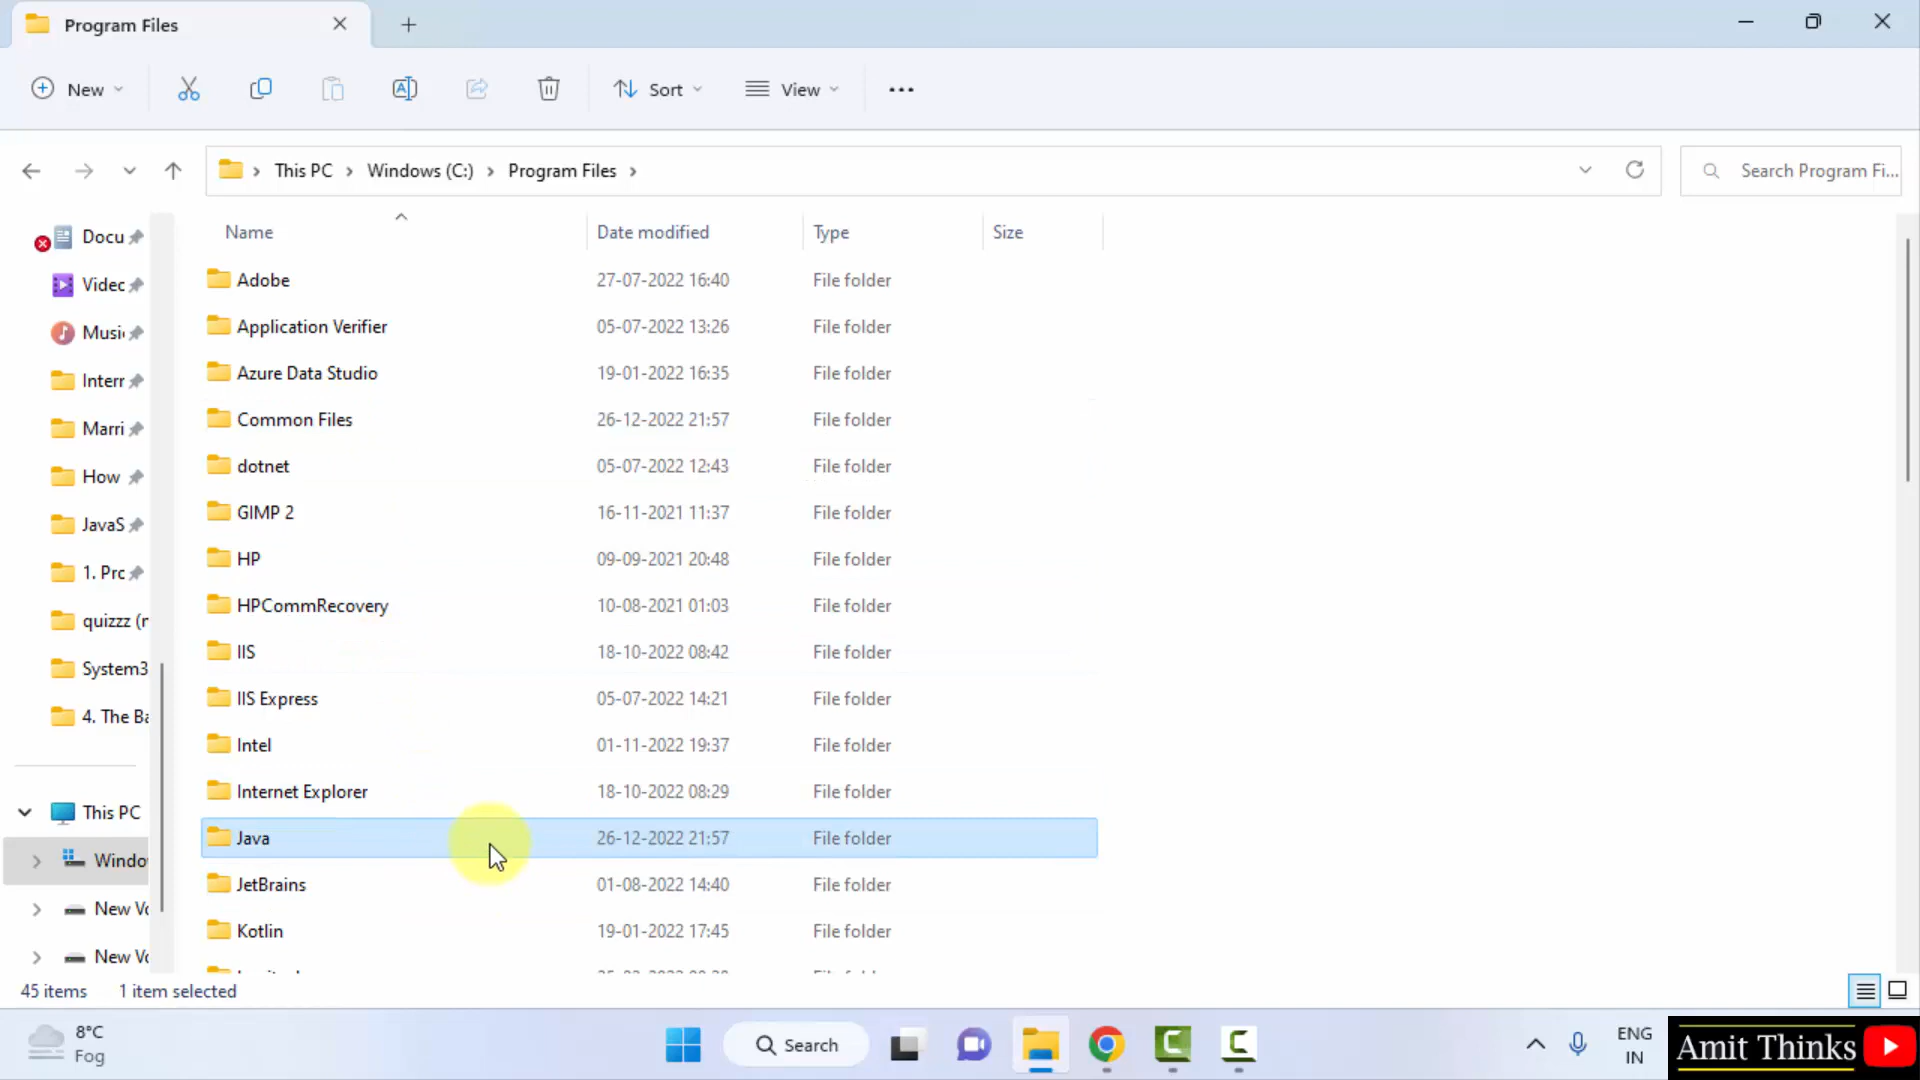 Program Files
New
Sort
View
This PC
Windows (C:)
Program Files
Search Program Fi...
Docu
Videc
Musi
Interr
Marri
How
JavaS
1. Prc
quizzz (r
System3
4. The Ba
This PC
Windo
New Vo
New Vo
Name Date modified Type Size
Adobe 27-07-2022 16:40 File folder
Application Verifier 05-07-2022 13:26 File folder
Azure Data Studio 19-01-2022 16:35 File folder
Common Files 26-12-2022 21:57 File folder
dotnet 05-07-2022 12:43 File folder
GIMP 2 16-11-2021 11:37 File folder
HP 09-09-2021 20:48 File folder
HPCommRecovery 10-08-2021 01:03 File folder
IIS 18-10-2022 08:42 File folder
IIS Express 05-07-2022 14:21 File folder
Intel 01-11-2022 19:37 File folder
Internet Explorer 18-10-2022 08:29 File folder
Java 26-12-2022 21:57 File folder
JetBrains 01-08-2022 14:40 File folder
Kotlin 19-01-2022 17:45 File folder
45 items 1 item selected
8°C
Fog
Search
ENG
IN
Amit Thinks